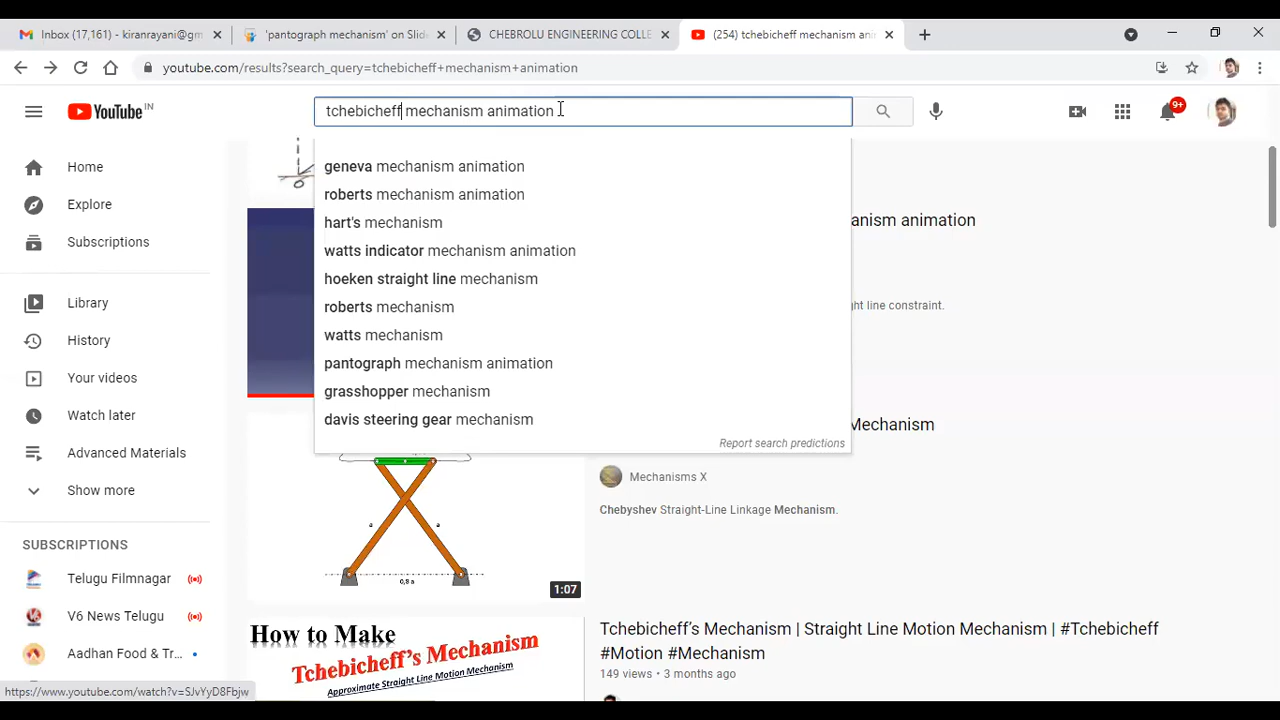 Inbox (17,161) - kiranrayani@gm
'pantograph mechanism' on Slide
CHEBROLU ENGINEERING COLLE
(254) tchebicheff mechanism ani
youtube.com/results?search_query=tchebicheff+mechanism+animation
YouTube IN
tchebicheff mechanism animation
9+
geneva mechanism animation
roberts mechanism animation
hart's mechanism
watts indicator mechanism animation
hoeken straight line mechanism
roberts mechanism
watts mechanism
pantograph mechanism animation
grasshopper mechanism
davis steering gear mechanism
Report search predictions
Home
Explore
Subscriptions
Library
History
Your videos
Watch later
Advanced Materials
Show more
SUBSCRIPTIONS
Telugu Filmnagar
V6 News Telugu
Aadhan Food & Tr...
anism animation
ght line constraint.
Mechanism
Mechanisms X
Chebyshev Straight-Line Linkage Mechanism.
a
a
0,8 a
1:07
How to Make
Tchebicheff's Mechanism
Approximate Straight Line Motion Mechanism
Tchebicheff's Mechanism | Straight Line Motion Mechanism | #Tchebicheff
#Motion #Mechanism
149 views • 3 months ago
https://www.youtube.com/watch?v=SJvYyD8Fbjw